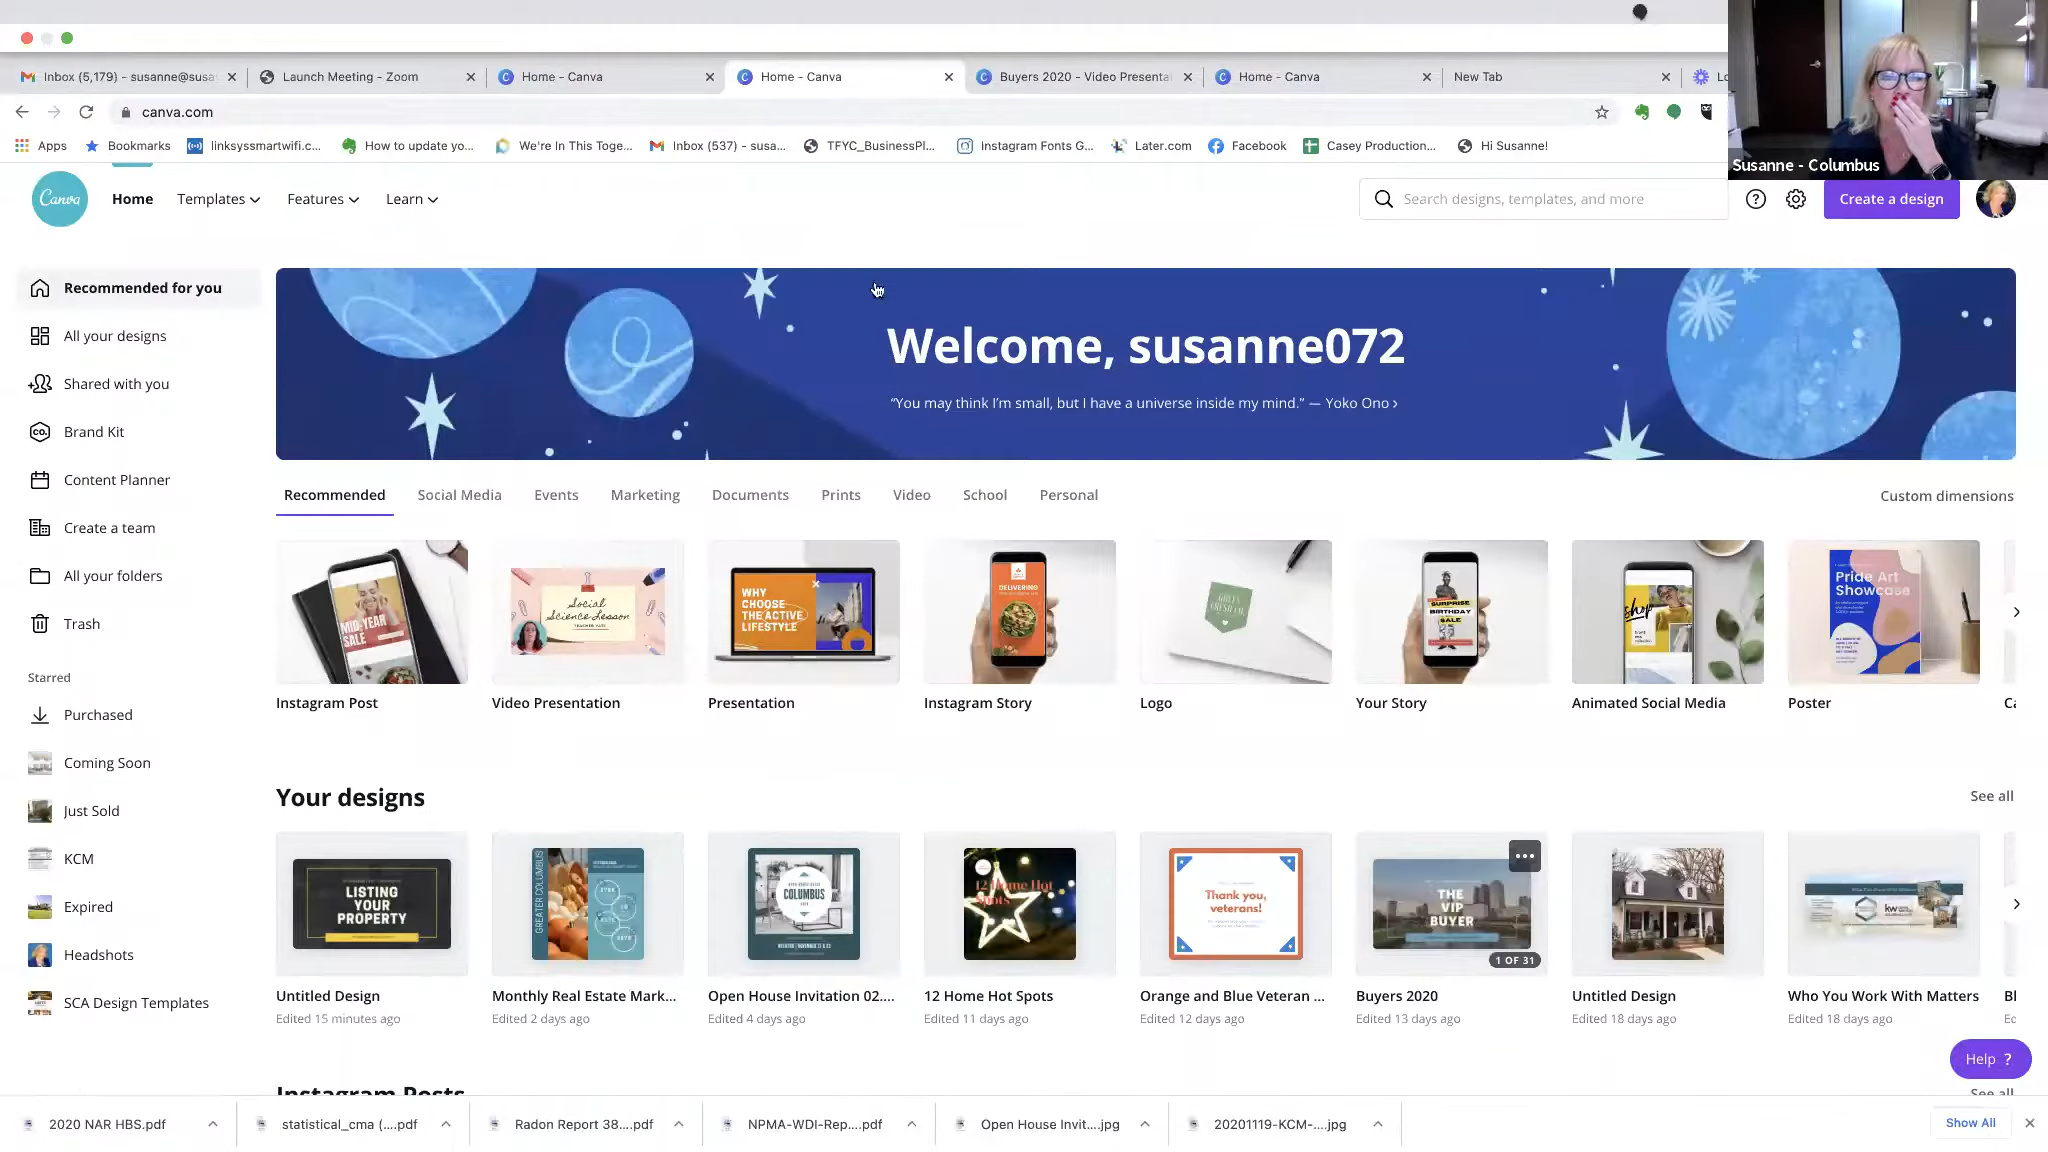 Inbox (5,179) - susanne@susa
Launch Meeting - Zoom
Home - Canva
Home - Canva
Buyers 2020 - Video Presenta
Home - Canva
New Tab
canva.com
Apps
Bookmarks
linksyssmartwifi.c...
How to update yo...
We're In This Toge...
Inbox (537) - susa...
TFYC_BusinessPl...
Instagram Fonts G...
Later.com
Facebook
Casey Production...
Hi Susanne!
Susanne - Columbus
Canva
Home
Templates
Features
Learn
Search designs, templates, and more
Create a design
Recommended for you
All your designs
Shared with you
Brand Kit
Content Planner
Create a team
All your folders
Trash
Starred
Purchased
Coming Soon
Just Sold
KCM
Expired
Headshots
SCA Design Templates
Welcome, susanne072
“You may think I’m small, but I have a universe inside my mind.” — Yoko Ono ›
Recommended
Social Media
Events
Marketing
Documents
Prints
Video
School
Personal
Custom dimensions
MID-YEAR
SALE
Social
Science Lesson
WHY
CHOOSE
THE ACTIVE
LIFESTYLE
DELIVERING
SURPRISE
BIRTHDAY
SALE
shop
Pride Art
Showcase
Instagram Post
Video Presentation
Presentation
Instagram Story
Logo
Your Story
Animated Social Media
Poster
Your designs
See all
LISTING
YOUR
PROPERTY
GREATER COLUMBUS
COLUMBUS
12 Home Hot
Spots
Thank you,
veterans!
THE
VIP
BUYER
1 OF 31
kw
Untitled Design
Edited 15 minutes ago
Monthly Real Estate Mark...
Edited 2 days ago
Open House Invitation 02....
Edited 4 days ago
12 Home Hot Spots
Edited 11 days ago
Orange and Blue Veteran ...
Edited 12 days ago
Buyers 2020
Edited 13 days ago
Untitled Design
Edited 18 days ago
Who You Work With Matters
Edited 18 days ago
Help ?
Instagram Posts
See all
2020 NAR HBS.pdf
statistical_cma (....pdf
Radon Report 38....pdf
NPMA-WDI-Rep....pdf
Open House Invit....jpg
20201119-KCM-....jpg
Show All